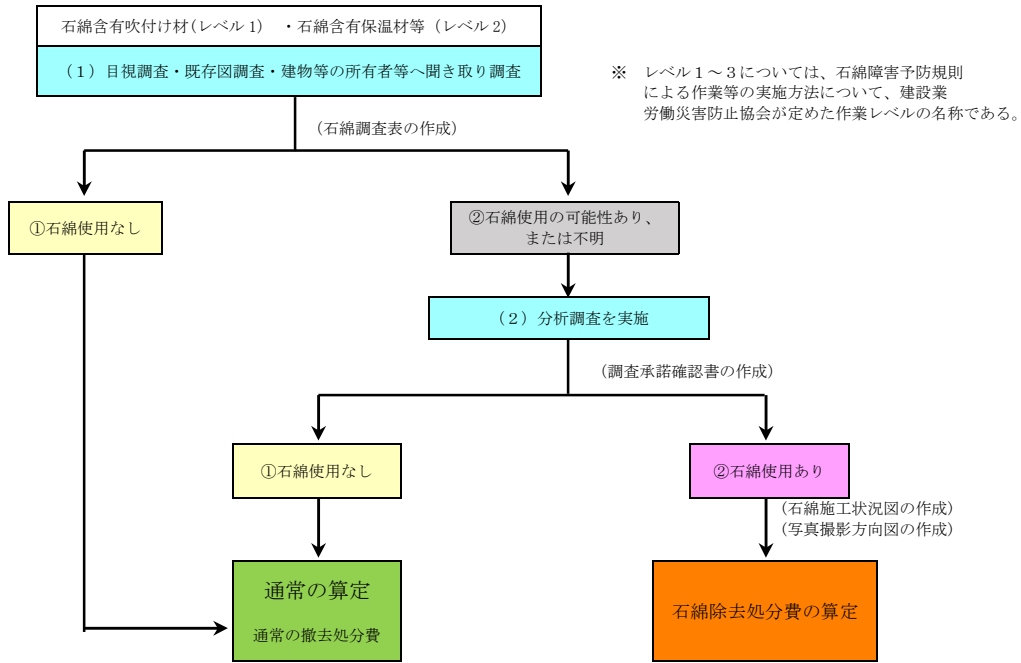 石綿含有吹付け材(レベル1) ・石綿含有保温材等(レベル2)
(1)目視調査・既存図調査・建物等の所有者等へ聞き取り調査
※ レベル1～3については、石綿障害予防規則
による作業等の実施方法について、建設業
労働災害防止協会が定めた作業レベルの名称である。
(石綿調査表の作成)
①石綿使用なし
②石綿使用の可能性あり、
または不明
(2)分析調査を実施
(調査承諾確認書の作成)
①石綿使用なし
②石綿使用あり
(石綿施工状況図の作成)
(写真撮影方向図の作成)
通常の算定
通常の撤去処分費
石綿除去処分費の算定